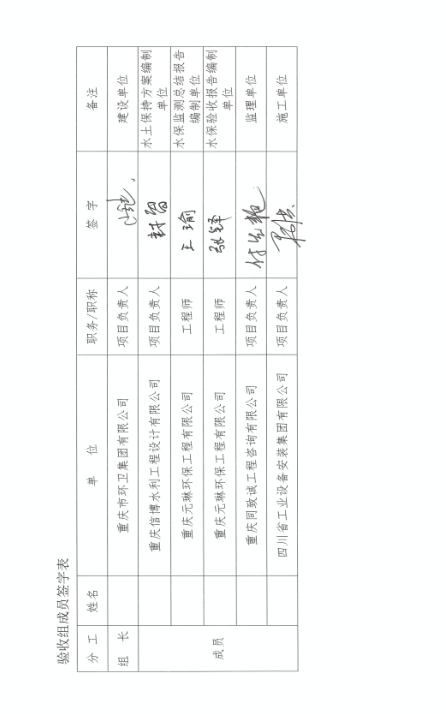 验收组成员签字表
分 工 姓名 单 位 职务/职称 签 字 备注
组 长 重庆市环卫集团有限公司 项目负责人 建设单位
成员 重庆信博水利工程设计有限公司 项目负责人 水土保持方案编制单位
重庆元琳环保工程有限公司 工程师 王瑜 水保监测总结报告编制单位
重庆元琳环保工程有限公司 工程师 张铎 水保验收报告编制单位
重庆同致诚工程咨询有限公司 项目负责人 监理单位
四川省工业设备安装集团有限公司 项目负责人 施工单位